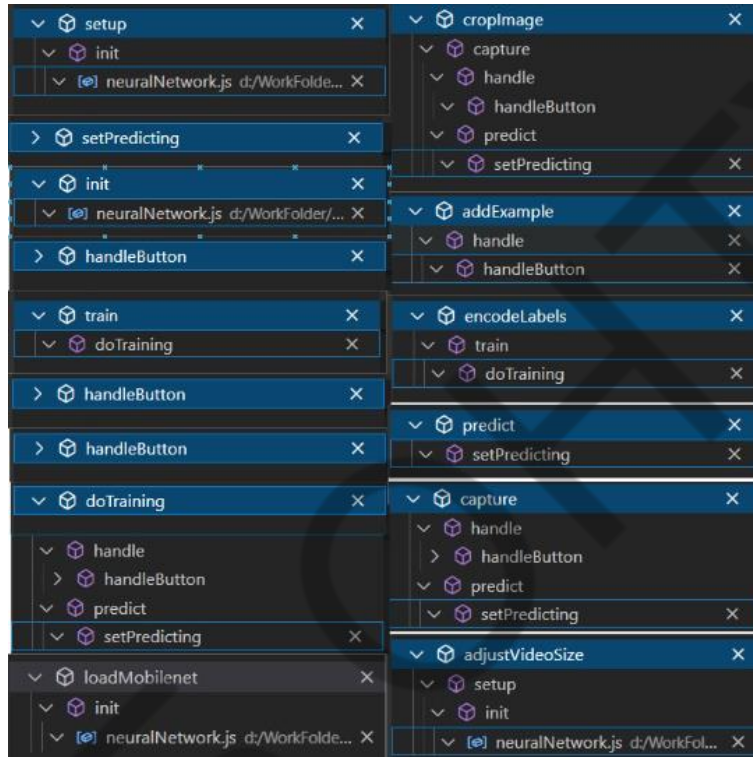 setup
init
neuralNetwork.js d:/WorkFolde...
setPredicting
init
neuralNetwork.js d:/WorkFolder/...
handleButton
train
doTraining
handleButton
handleButton
doTraining
handle
handleButton
predict
setPredicting
loadMobilenet
init
neuralNetwork.js d:/WorkFolde...
cropImage
capture
handle
handleButton
predict
setPredicting
addExample
handle
handleButton
encodeLabels
train
doTraining
predict
setPredicting
capture
handle
handleButton
predict
setPredicting
adjustVideoSize
setup
init
neuralNetwork.js d:/WorkFol...